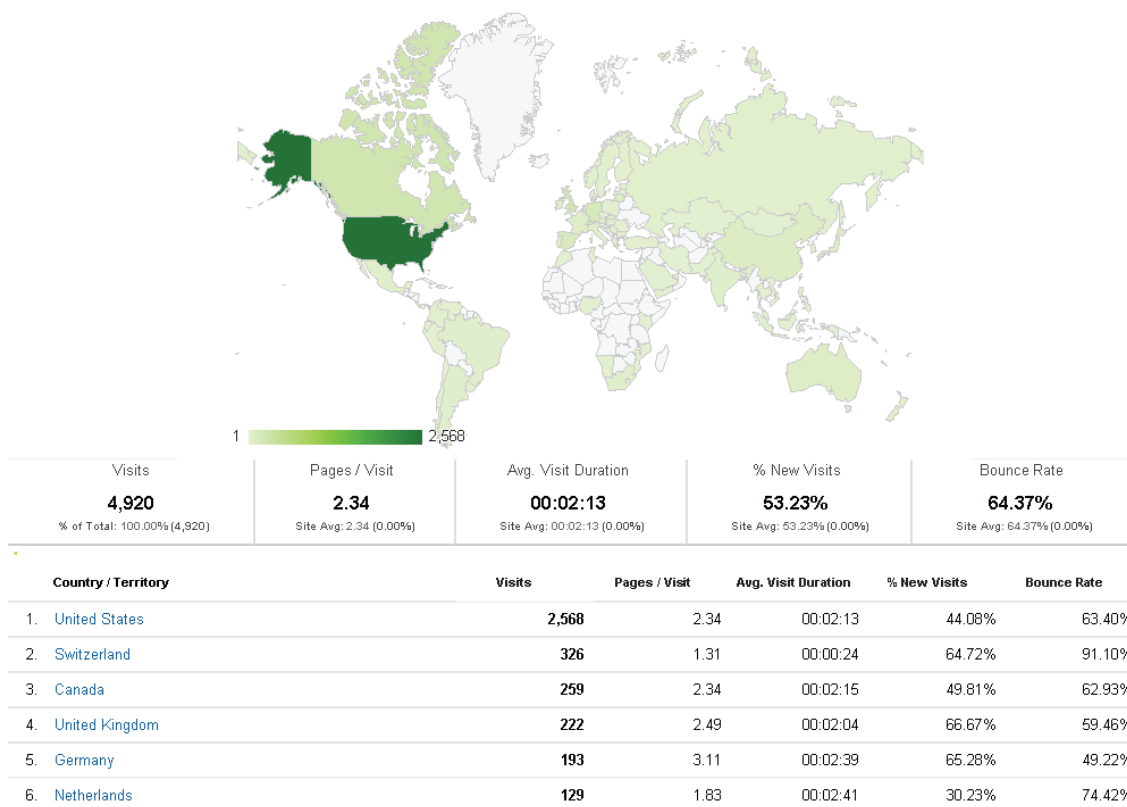 1 2,568
Visits Pages / Visit Avg. Visit Duration % New Visits Bounce Rate
4,920 2.34 00:02:13 53.23% 64.37%
% of Total: 100.00% (4,920) Site Avg: 2.34 (0.00%) Site Avg: 00:02:13 (0.00%) Site Avg: 53.23% (0.00%) Site Avg: 64.37% (0.00%)
Country / Territory Visits Pages / Visit Avg. Visit Duration % New Visits Bounce Rate
1. United States 2,568 2.34 00:02:13 44.08% 63.40%
2. Switzerland 326 1.31 00:00:24 64.72% 91.10%
3. Canada 259 2.34 00:02:15 49.81% 62.93%
4. United Kingdom 222 2.49 00:02:04 66.67% 59.46%
5. Germany 193 3.11 00:02:39 65.28% 49.22%
6. Netherlands 129 1.83 00:02:41 30.23% 74.42%